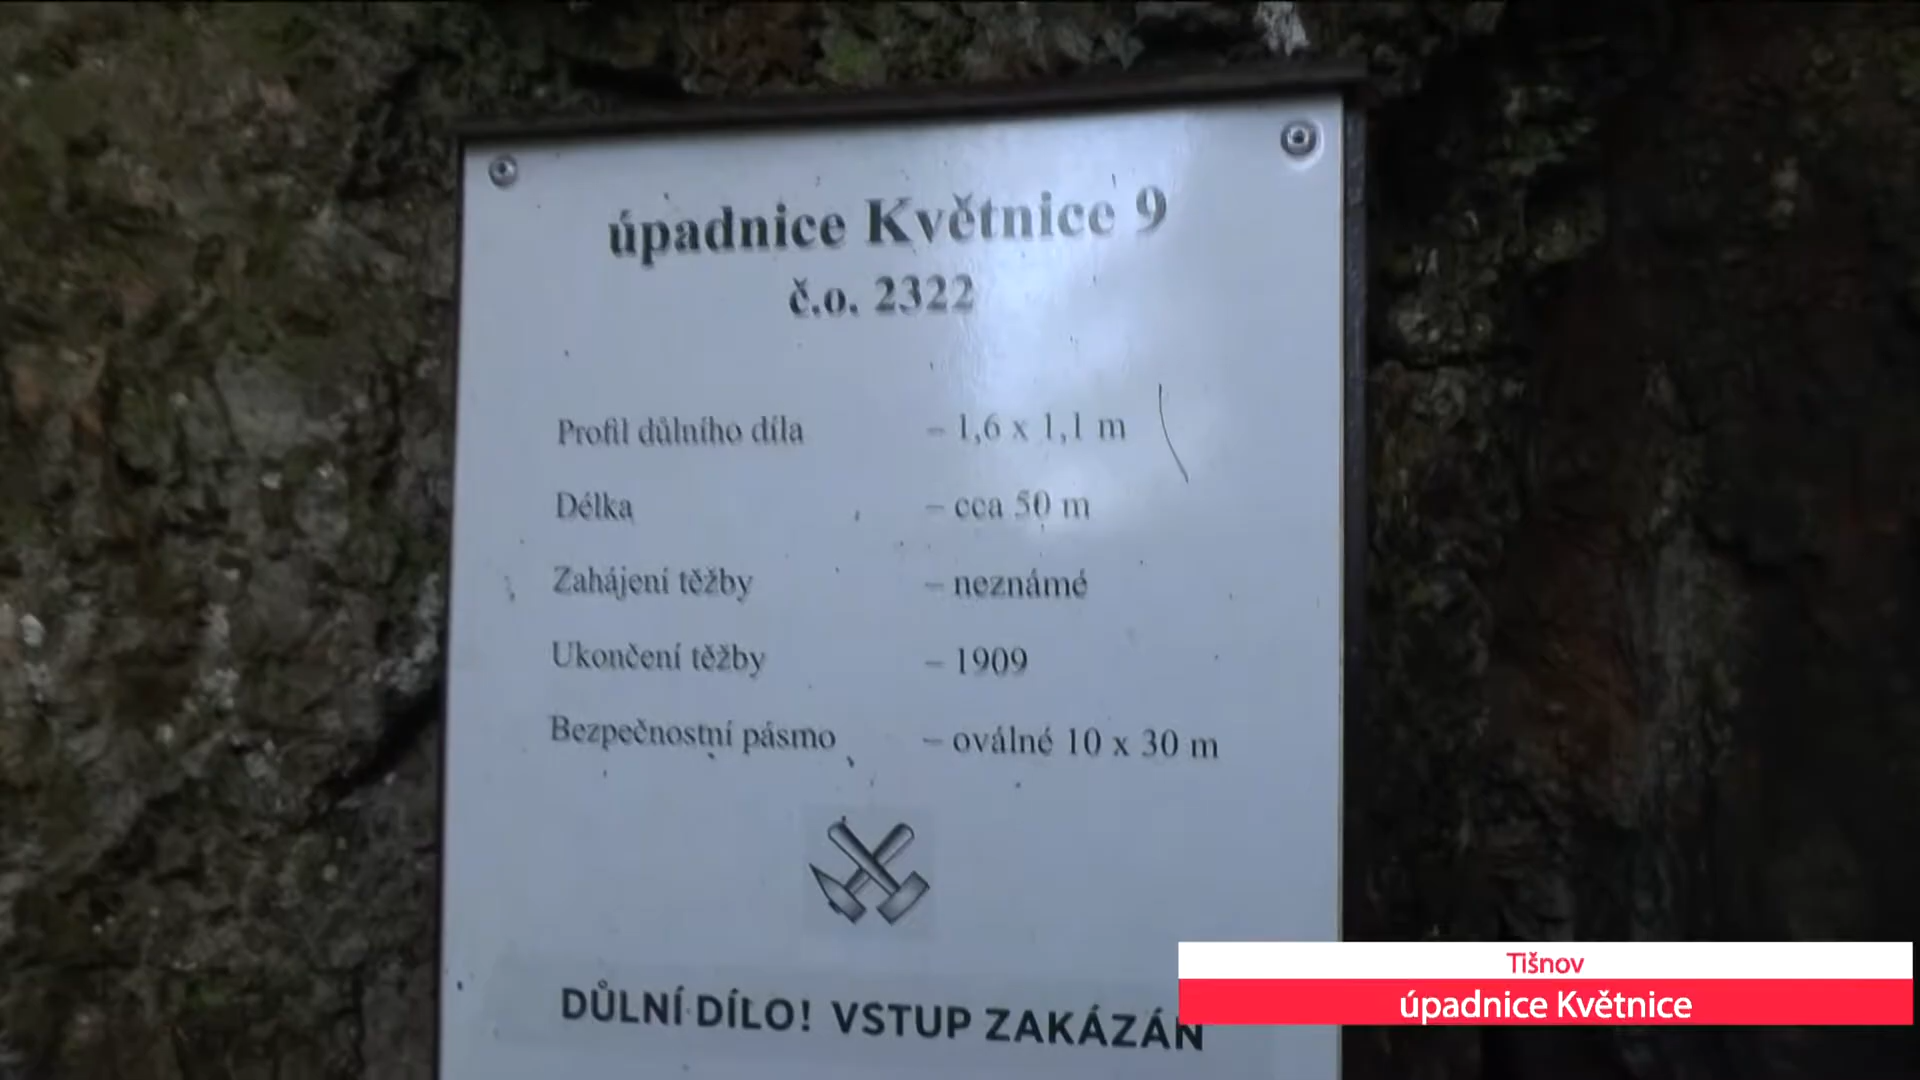 úpadnice Květnice 9
č.o. 2322
Profil důlního díla – 1,6 x 1,1 m
Délka – cca 50 m
Zahájení těžby – neznámé
Ukončení těžby – 1909
Bezpečnostní pásmo – oválné 10 x 30 m
DŮLNÍ DÍLO! VSTUP ZAKÁZÁN
Tišnov
úpadnice Květnice